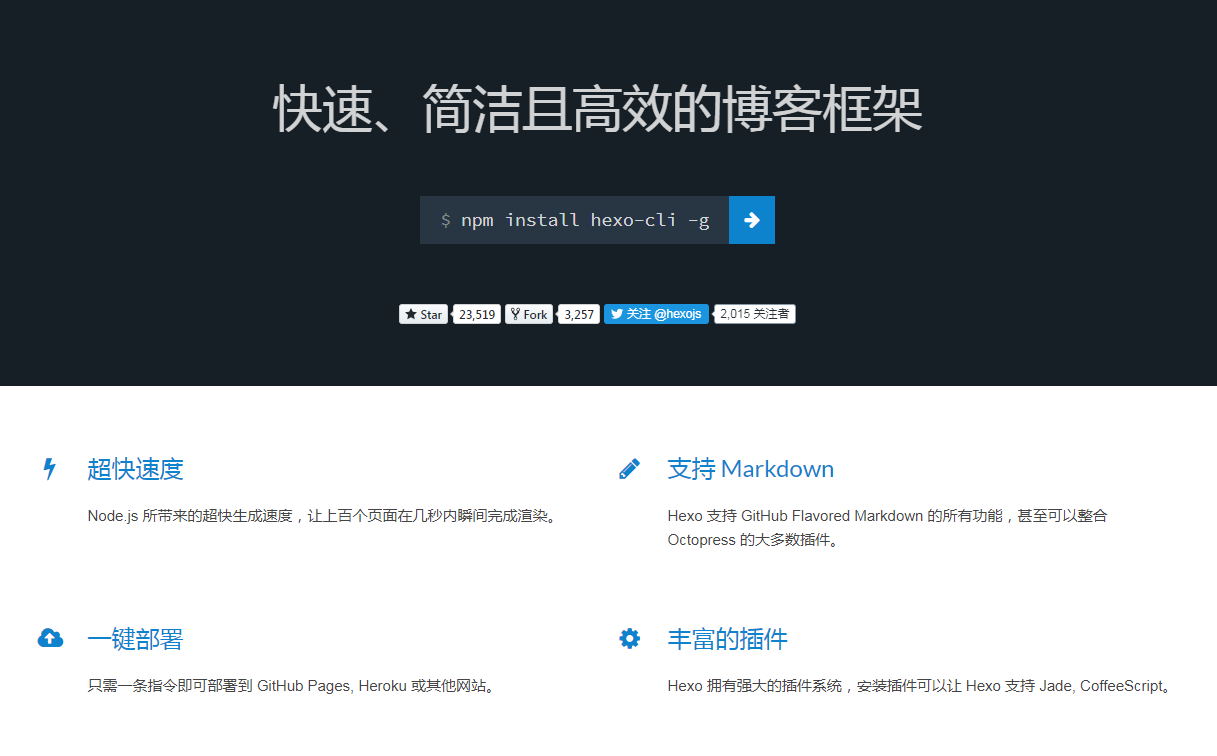 快速、简洁且高效的博客框架
$ npm install hexo-cli -g
Star 23,519 Fork 3,257 关注 @hexojs 2,015 关注者
超快速度
Node.js 所带来的超快生成速度，让上百个页面在几秒内瞬间完成渲染。
支持 Markdown
Hexo 支持 GitHub Flavored Markdown 的所有功能，甚至可以整合
Octopress 的大多数插件。
一键部署
只需一条指令即可部署到 GitHub Pages, Heroku 或其他网站。
丰富的插件
Hexo 拥有强大的插件系统，安装插件可以让 Hexo 支持 Jade, CoffeeScript。